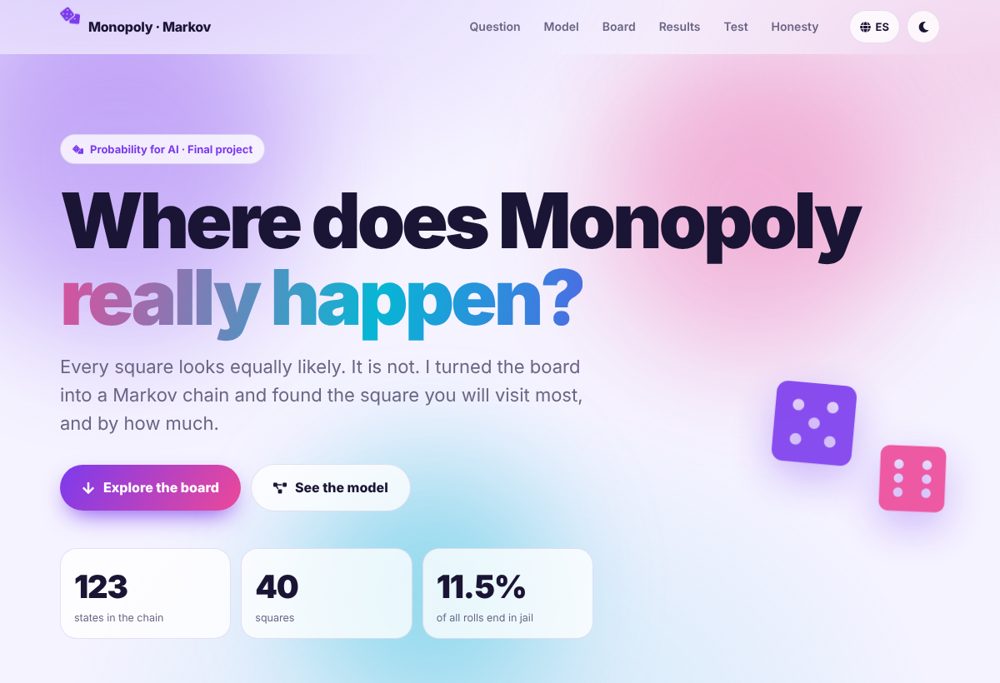 Monopoly · Markov
Question
Model
Board
Results
Test
Honesty
ES
Probability for AI · Final project
Where does Monopoly
really happen?
Every square looks equally likely. It is not. I turned the board
into a Markov chain and found the square you will visit most,
and by how much.
Explore the board
See the model
123
states in the chain
40
squares
11.5%
of all rolls end in jail